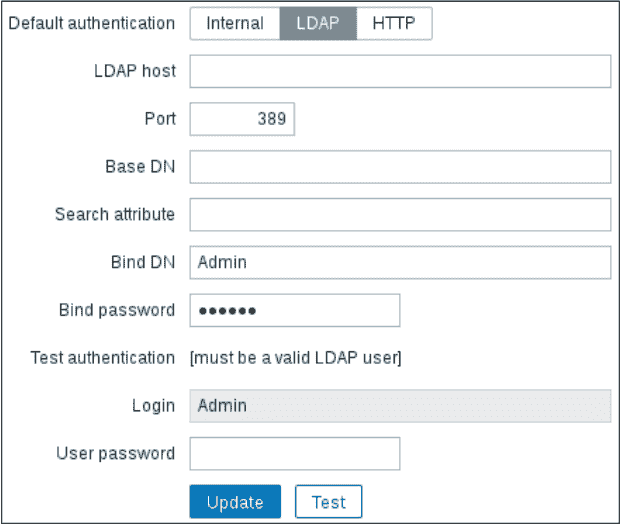 Default authentication Internal LDAP HTTP
LDAP host
Port 389
Base DN
Search attribute
Bind DN Admin
Bind password ••••••
Test authentication [must be a valid LDAP user]
Login Admin
User password
Update Test